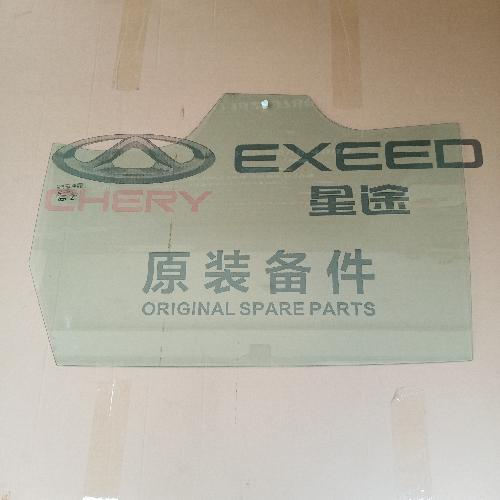 EXEED
CHERY 星途
原装备件
ORIGINAL SPARE PARTS